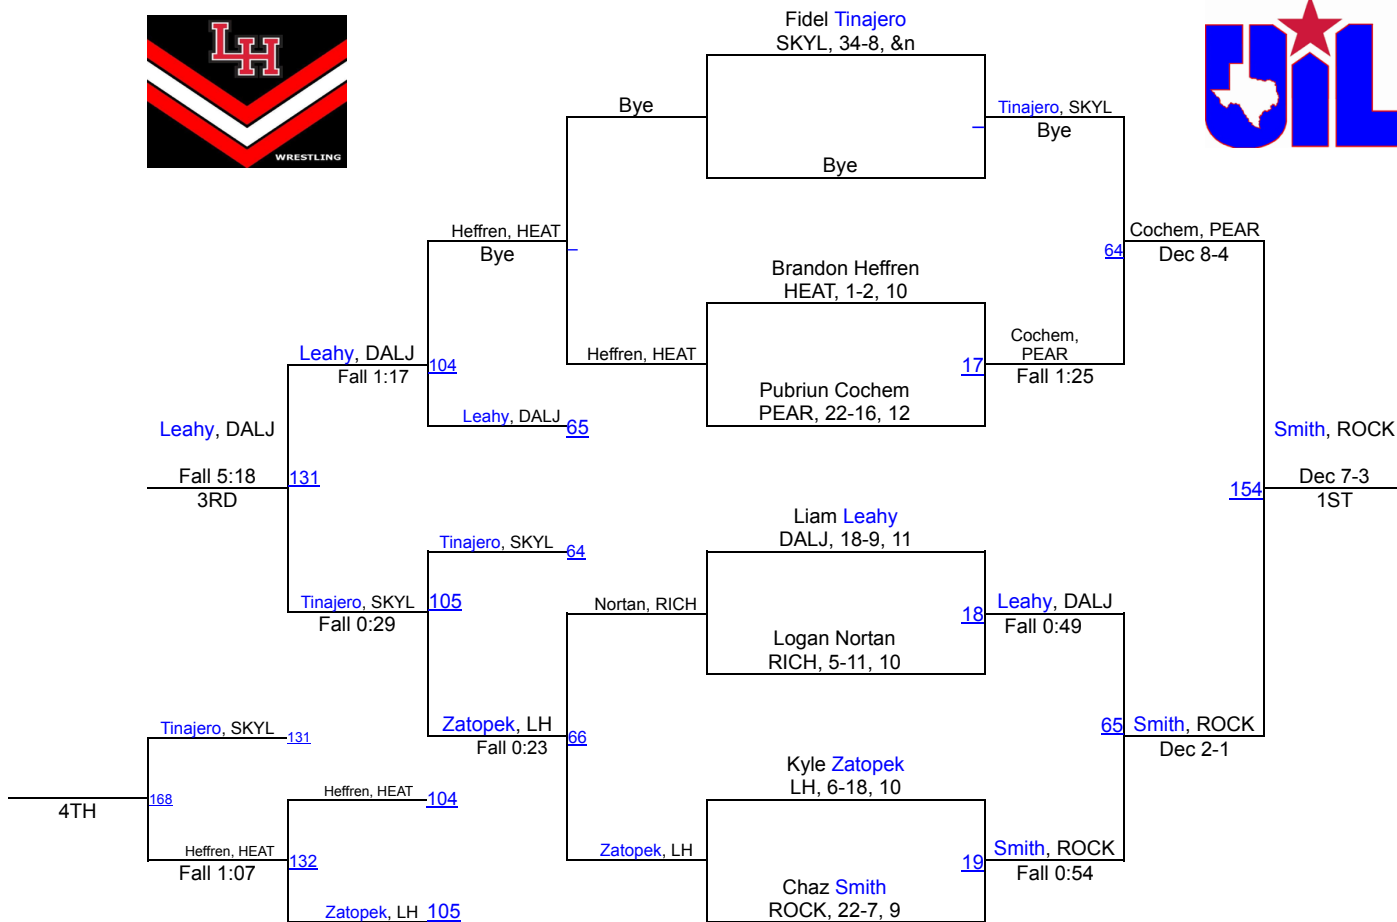 Fidel Tinajero
SKYL, 34-8, &n
LH
WRESTLING
UIL
Bye
Tinajero, SKYL
–
Bye
Bye
Heffren, HEAT
–
Bye
Cochem, PEAR
64
Dec 8-4
Brandon Heffren
HEAT, 1-2, 10
Leahy, DALJ
104
Fall 1:17
Heffren, HEAT
17
Cochem,
PEAR
Fall 1:25
Pubriun Cochem
PEAR, 22-16, 12
Leahy, DALJ
65
Leahy, DALJ
Fall 5:18
131
3RD
Smith, ROCK
154
Dec 7-3
1ST
Liam Leahy
DALJ, 18-9, 11
Tinajero, SKYL
64
Tinajero, SKYL
105
Fall 0:29
Nortan, RICH
18
Leahy, DALJ
Fall 0:49
Logan Nortan
RICH, 5-11, 10
Zatopek, LH
66
Fall 0:23
65
Smith, ROCK
Dec 2-1
Tinajero, SKYL
131
Kyle Zatopek
LH, 6-18, 10
4TH
168
Heffren, HEAT
104
Heffren, HEAT
132
Fall 1:07
Zatopek, LH
19
Smith, ROCK
Fall 0:54
Chaz Smith
ROCK, 22-7, 9
Zatopek, LH
105